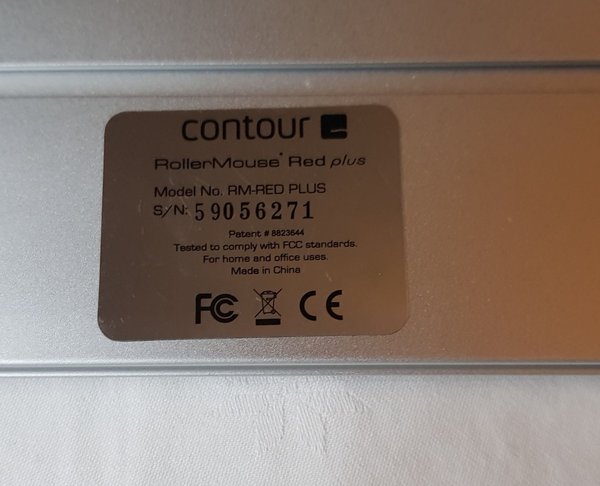 contour
RollerMouse® Red plus
Model No. RM-RED PLUS
S/N: 59056271
Patent # 8823644
Tested to comply with FCC standards.
For home and office uses.
Made in China
FC CE